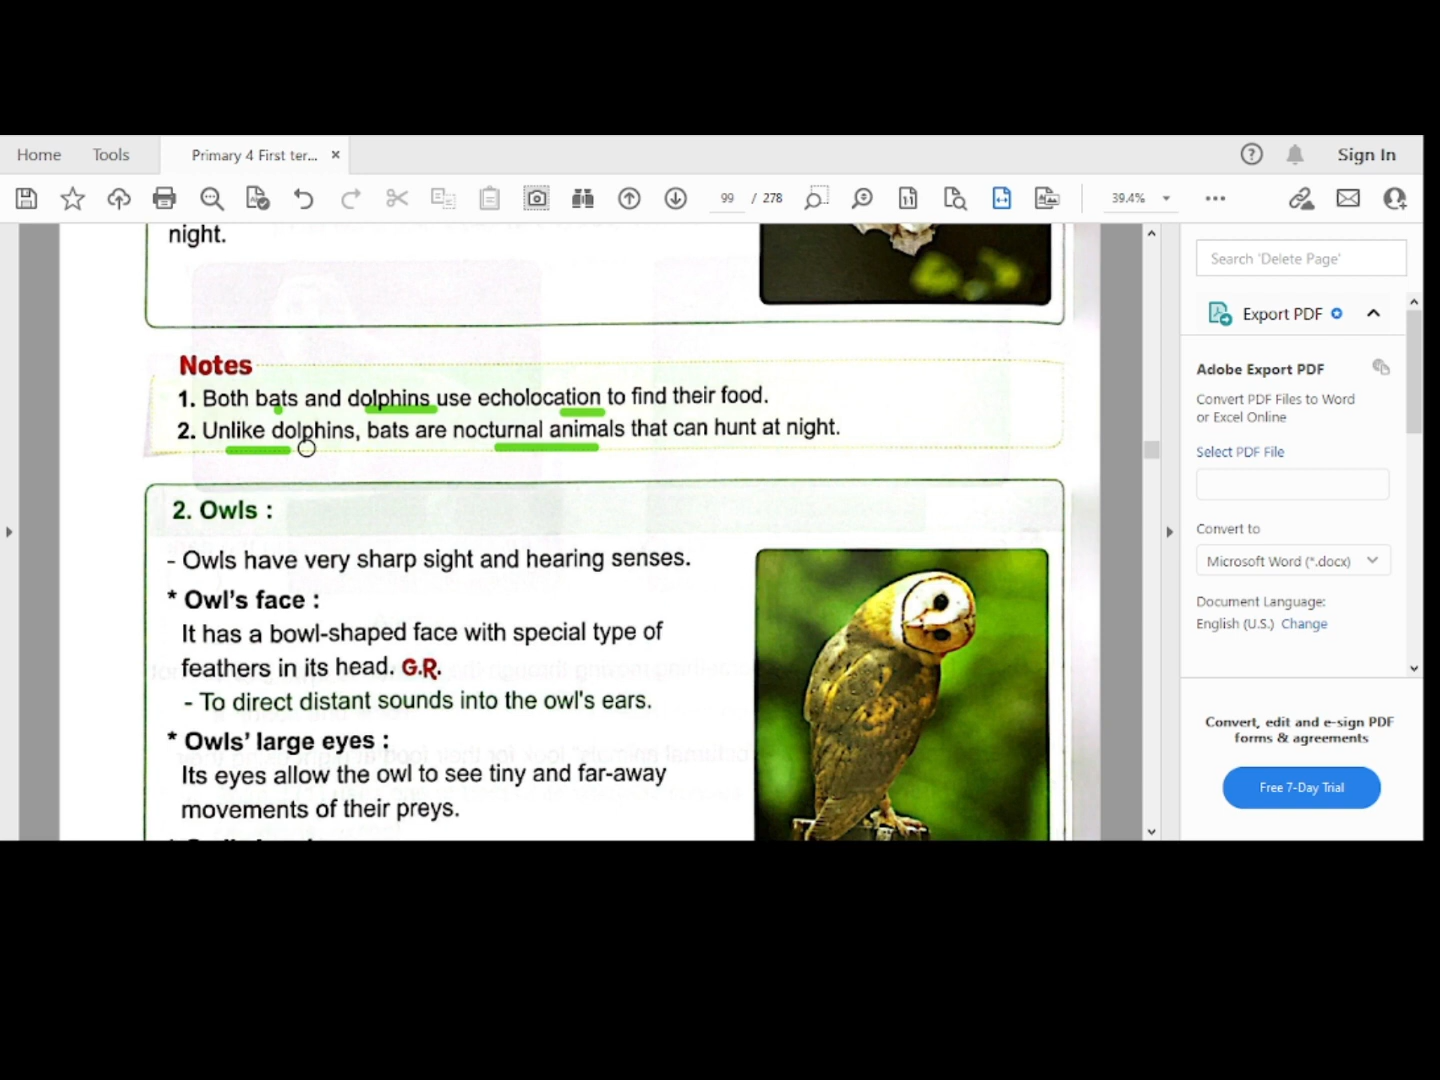 Home Tools Primary 4 First ter... × Sign In
99 / 278 39.4%
night.
Notes
1. Both bats and dolphins use echolocation to find their food.
2. Unlike dolphins, bats are nocturnal animals that can hunt at night.
2. Owls :
- Owls have very sharp sight and hearing senses.
* Owl's face :
It has a bowl-shaped face with special type of
feathers in its head. G.R.
- To direct distant sounds into the owl's ears.
* Owls' large eyes :
Its eyes allow the owl to see tiny and far-away
movements of their preys.
Search 'Delete Page'
Export PDF
Adobe Export PDF
Convert PDF Files to Word
or Excel Online
Select PDF File
Convert to
Microsoft Word (*.docx)
Document Language:
English (U.S.) Change
Convert, edit and e-sign PDF
forms & agreements
Free 7-Day Trial